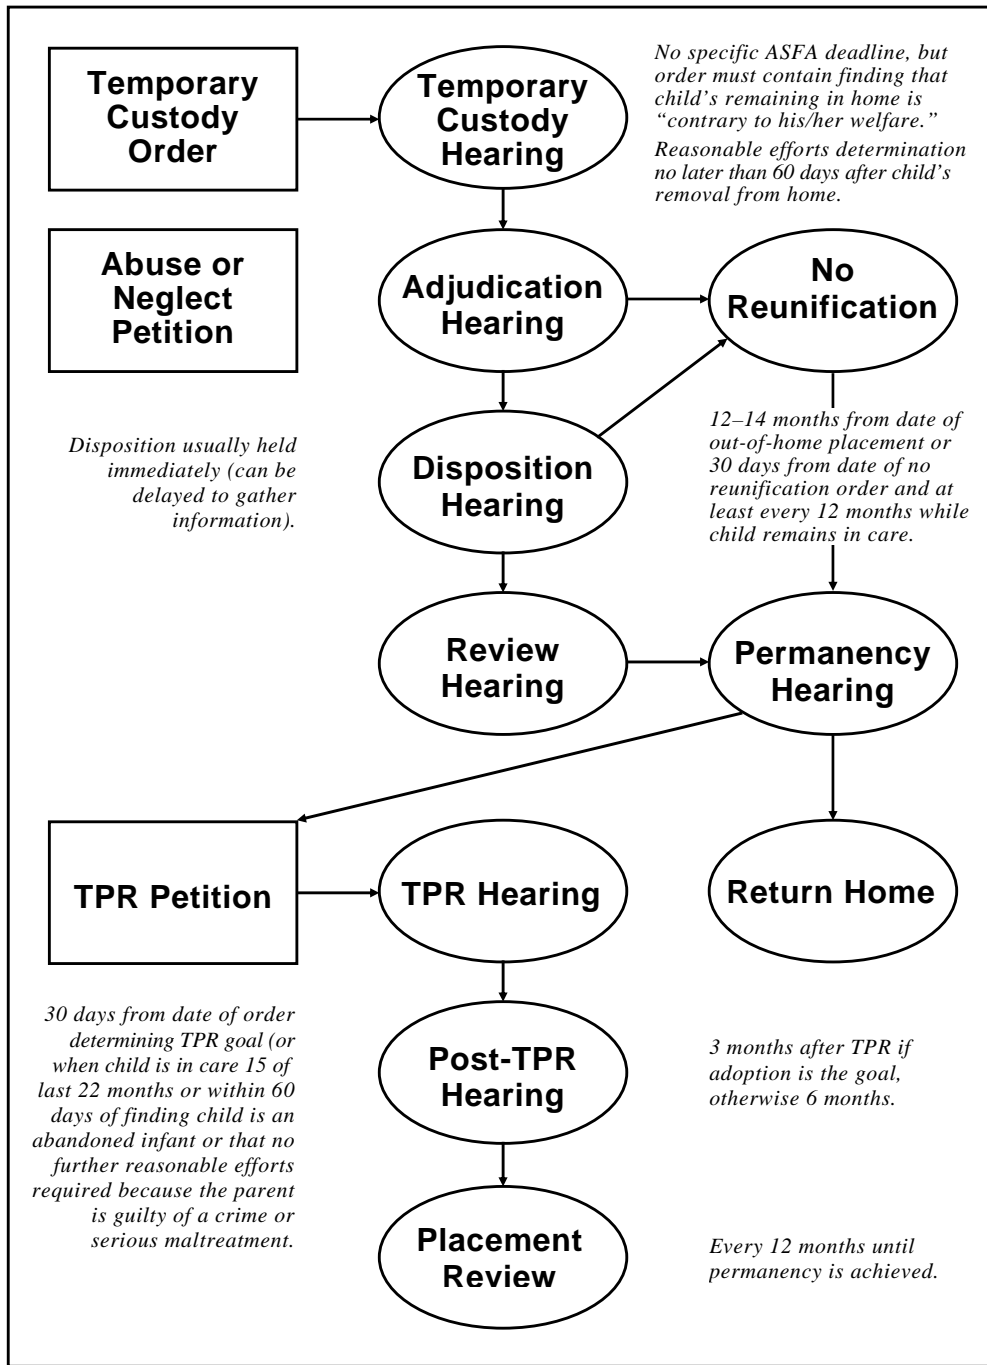 Temporary
Custody
Order
Temporary
Custody
Hearing
No specific ASFA deadline, but
order must contain finding that
child’s remaining in home is
“contrary to his/her welfare.”
Reasonable efforts determination
no later than 60 days after child’s
removal from home.
Abuse or
Neglect
Petition
Adjudication
Hearing
No
Reunification
Disposition usually held
immediately (can be
delayed to gather
information).
Disposition
Hearing
12–14 months from date of
out-of-home placement or
30 days from date of no
reunification order and at
least every 12 months while
child remains in care.
Review
Hearing
Permanency
Hearing
TPR Petition
TPR Hearing
Return Home
30 days from date of order
determining TPR goal (or
when child is in care 15 of
last 22 months or within 60
days of finding child is an
abandoned infant or that no
further reasonable efforts
required because the parent
is guilty of a crime or
serious maltreatment.
Post-TPR
Hearing
3 months after TPR if
adoption is the goal,
otherwise 6 months.
Placement
Review
Every 12 months until
permanency is achieved.